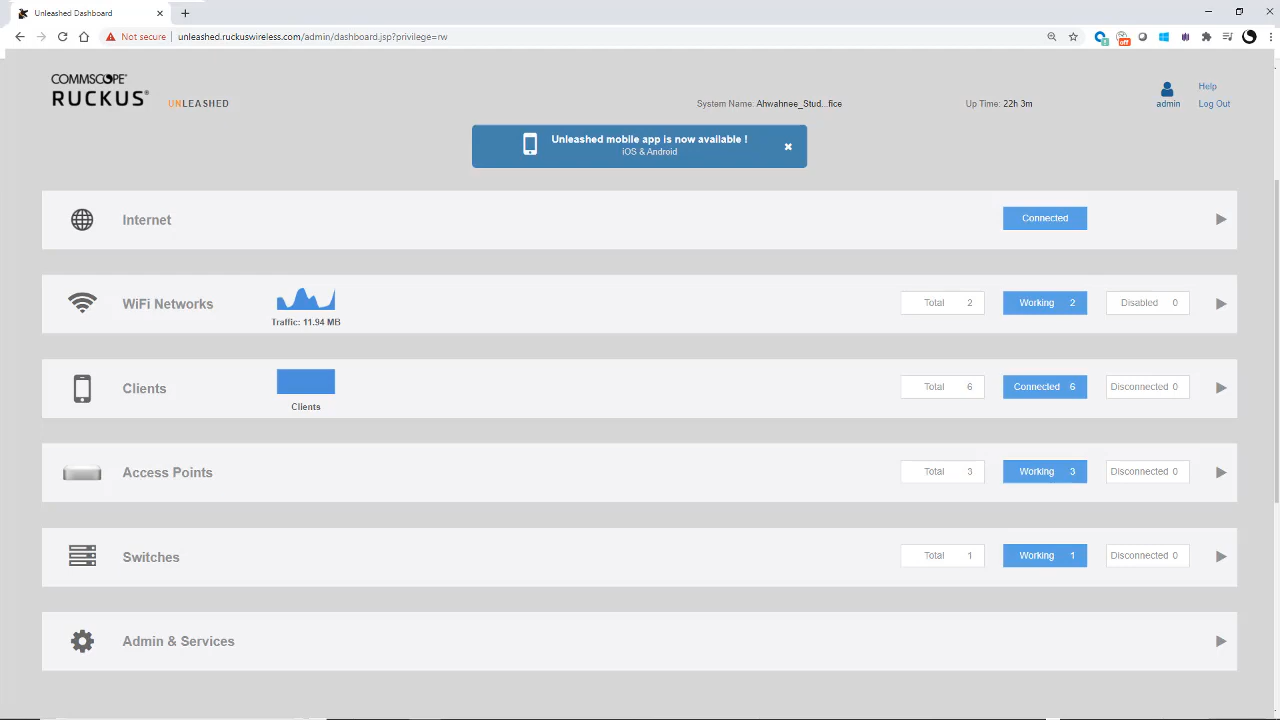 Unleashed Dashboard
Not secure unleashed.ruckuswireless.com/admin/dashboard.jsp?privilege=rw
off
COMMSCOPE®
RUCKUS®
UNLEASHED
System Name: Ahwahnee_Stud...fice
Up Time: 22h 3m
admin
Help
Log Out
Unleashed mobile app is now available !
iOS & Android
Internet
Connected
WiFi Networks
Traffic: 11.94 MB
Total 2
Working 2
Disabled 0
Clients
Clients
Total 6
Connected 6
Disconnected 0
Access Points
Total 3
Working 3
Disconnected 0
Switches
Total 1
Working 1
Disconnected 0
Admin & Services